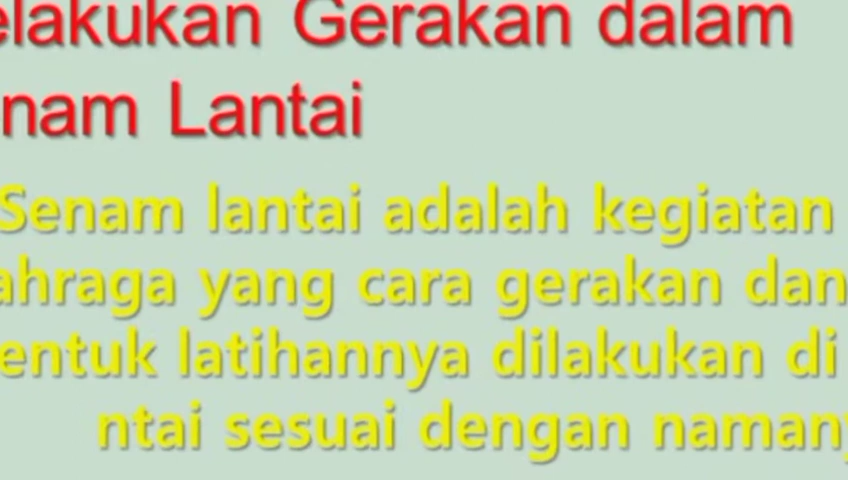 elakukan Gerakan dalam
nam Lantai
Senam lantai adalah kegiatan
ahraga yang cara gerakan dan
entuk latihannya dilakukan di
ntai sesuai dengan namany